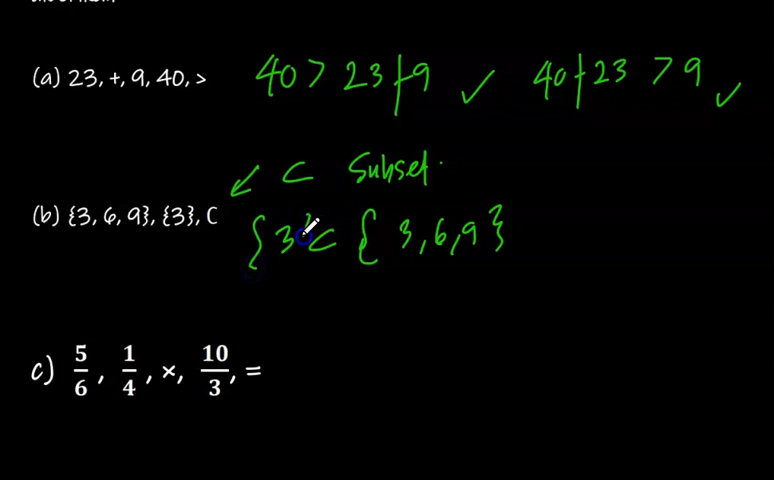 (a) 23, +, 9, 40, > 40 > 23 + 9 ✓ 40 + 23 > 9 ✓
↙ ⊂ Subset.
(b) {3, 6, 9}, {3}, ⊂ {3} ⊂ {3, 6, 9}
c) 5/6, 1/4, ×, 10/3, =